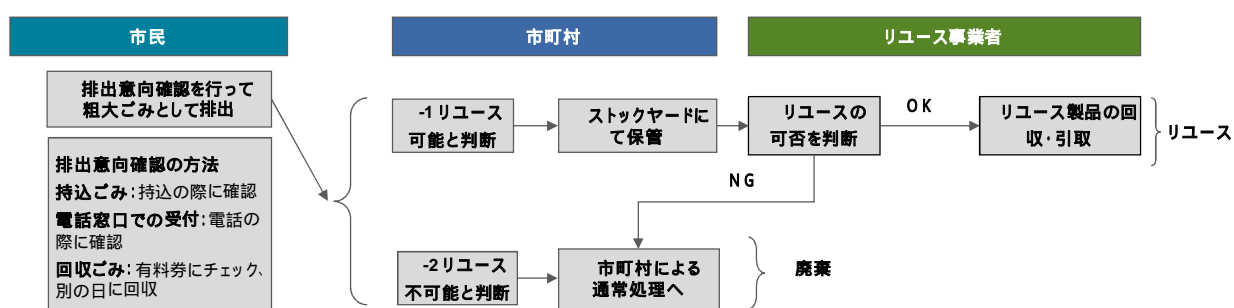 市民
市町村
リユース事業者
排出意向確認を行って
粗大ごみとして排出
排出意向確認の方法
持込ごみ:持込の際に確認
電話窓口での受付:電話の
際に確認
回収ごみ:有料券にチェック、
別の日に回収
-1リユース
可能と判断
ストックヤードに
て保管
リユースの
可否を判断
OK
リユース製品の回
収・引取
リユース
NG
-2リユース
不可能と判断
市町村による
通常処理へ
廃棄